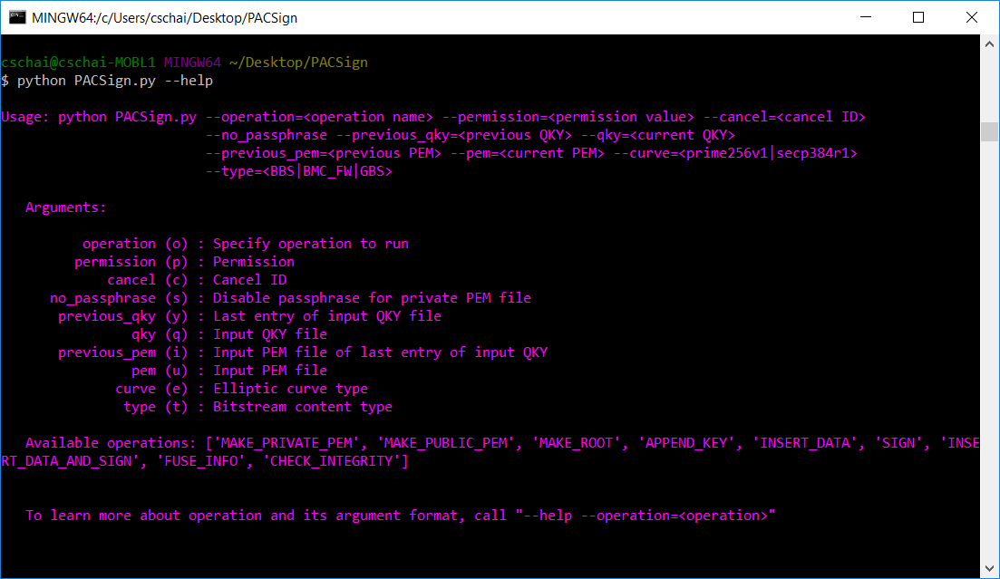 MINGW64:/c/Users/cschai/Desktop/PACSign
cschai@cschai-MOBL1 MINGW64 ~/Desktop/PACSign
$ python PACSign.py --help
Usage: python PACSign.py --operation=<operation name> --permission=<permission value> --cancel=<cancel ID>
--no_passphrase --previous_qky=<previous QKY> --qky=<current QKY>
--previous_pem=<previous PEM> --pem=<current PEM> --curve=<prime256v1|secp384r1>
--type=<BBS|BMC_FW|GBS>
Arguments:
operation (o) : Specify operation to run
permission (p) : Permission
cancel (c) : Cancel ID
no_passphrase (s) : Disable passphrase for private PEM file
previous_qky (y) : Last entry of input QKY file
qky (q) : Input QKY file
previous_pem (i) : Input PEM file of last entry of input QKY
pem (u) : Input PEM file
curve (e) : Elliptic curve type
type (t) : Bitstream content type
Available operations: ['MAKE_PRIVATE_PEM', 'MAKE_PUBLIC_PEM', 'MAKE_ROOT', 'APPEND_KEY', 'INSERT_DATA', 'SIGN', 'INSE
RT_DATA_AND_SIGN', 'FUSE_INFO', 'CHECK_INTEGRITY']
To learn more about operation and its argument format, call "--help --operation=<operation>"